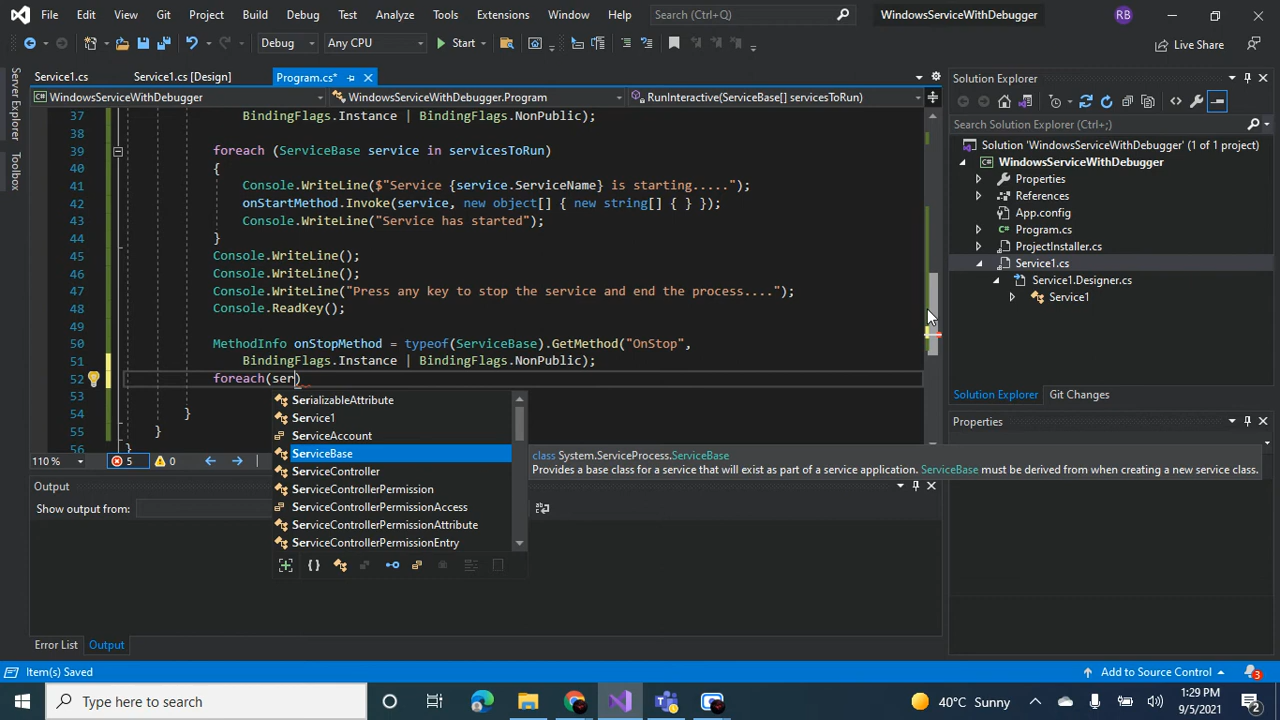 File Edit View Git Project Build Debug Test Analyze Tools Extensions Window Help Search (Ctrl+Q) WindowsServiceWithDebugger RB
Debug Any CPU Start Live Share
Service1.cs Service1.cs [Design] Program.cs*
WindowsServiceWithDebugger WindowsServiceWithDebugger.Program RunInteractive(ServiceBase[] servicesToRun)
Server Explorer
Toolbox
37 BindingFlags.Instance | BindingFlags.NonPublic);
38
39 foreach (ServiceBase service in servicesToRun)
40 {
41 Console.WriteLine($"Service {service.ServiceName} is starting.....");
42 onStartMethod.Invoke(service, new object[] { new string[] { } });
43 Console.WriteLine("Service has started");
44 }
45 Console.WriteLine();
46 Console.WriteLine();
47 Console.WriteLine("Press any key to stop the service and end the process....");
48 Console.ReadKey();
49
50 MethodInfo onStopMethod = typeof(ServiceBase).GetMethod("OnStop",
51 BindingFlags.Instance | BindingFlags.NonPublic);
52 foreach(ser)
53
54 }
55 }
56 }
SerializableAttribute
Service1
ServiceAccount
ServiceBase
ServiceController
ServiceControllerPermission
ServiceControllerPermissionAccess
ServiceControllerPermissionAttribute
ServiceControllerPermissionEntry
class System.ServiceProcess.ServiceBase
Provides a base class for a service that will exist as part of a service application. ServiceBase must be derived from when creating a new service class.
110 % 5 0
Output
Show output from:
Error List Output
Solution Explorer
Search Solution Explorer (Ctrl+;)
Solution 'WindowsServiceWithDebugger' (1 of 1 project)
WindowsServiceWithDebugger
Properties
References
App.config
Program.cs
ProjectInstaller.cs
Service1.cs
Service1.Designer.cs
Service1
Solution Explorer Git Changes
Properties
Item(s) Saved Add to Source Control 3
Type here to search 40°C Sunny 1:29 PM
9/5/2021 2